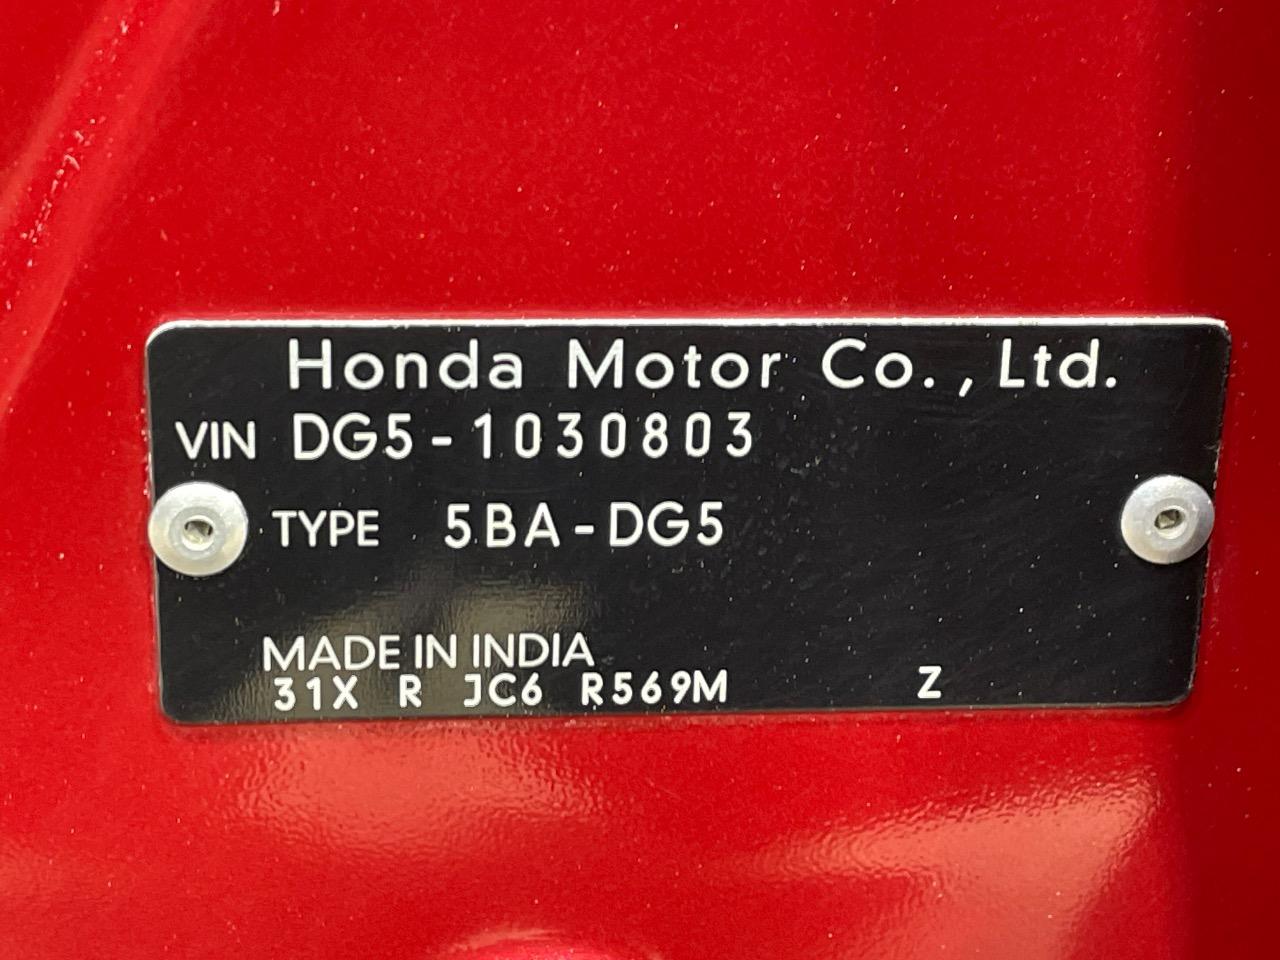 Honda Motor Co., Ltd.
VIN DG5-1030803
TYPE 5BA-DG5
MADE IN INDIA
31X R JC6 R569M Z